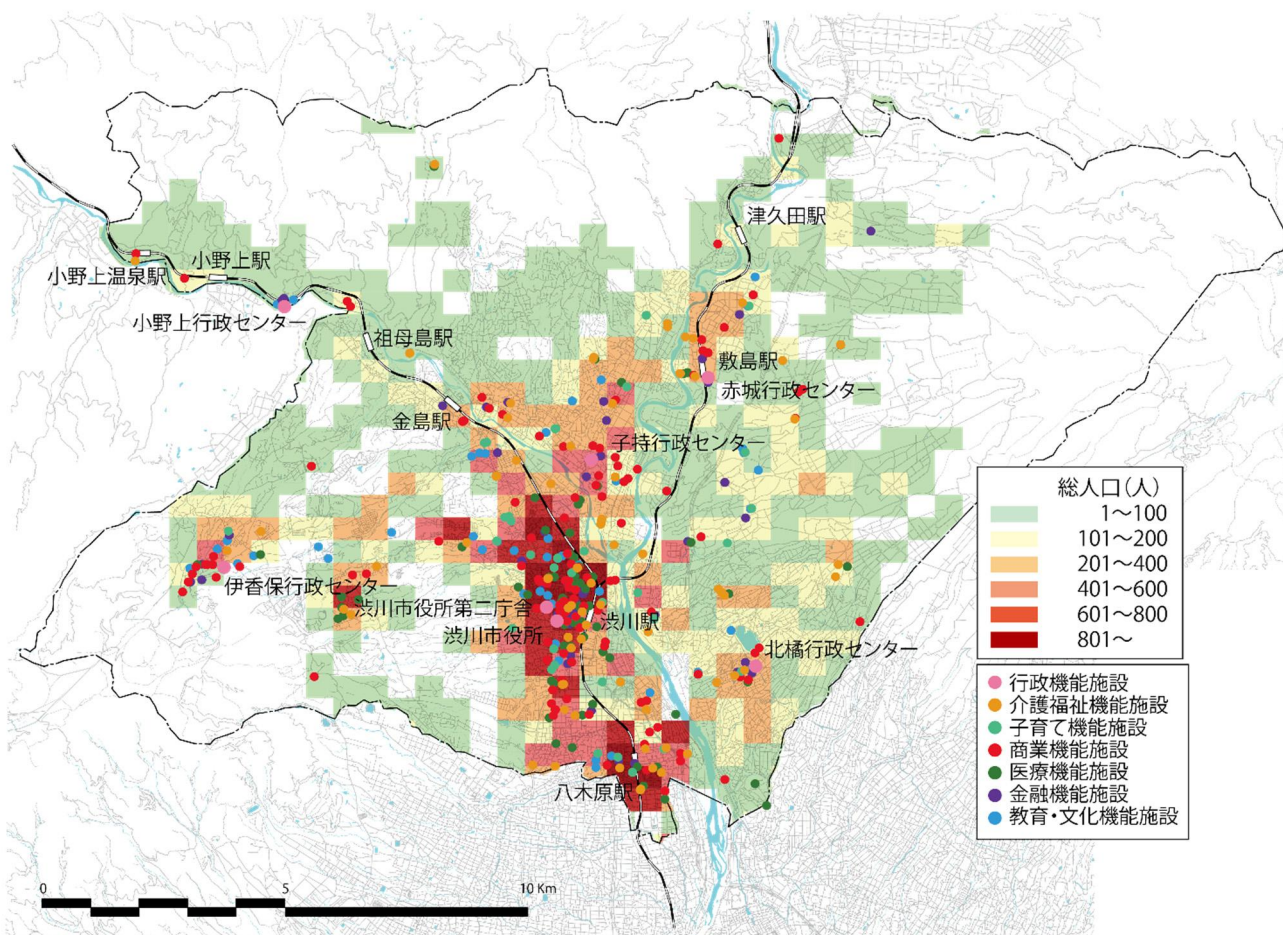 津久田駅
小野上駅
小野上温泉駅
小野上行政センター
祖母島駅
敷島駅
赤城行政センター
金島駅
子持行政センター
伊香保行政センター
渋川市役所第二庁舎
渋川駅
渋川市役所
北橘行政センター
八木原駅
総人口(人)
1～100
101～200
201～400
401～600
601～800
801～
行政機能施設
介護福祉機能施設
子育て機能施設
商業機能施設
医療機能施設
金融機能施設
教育・文化機能施設
0 5 10 Km